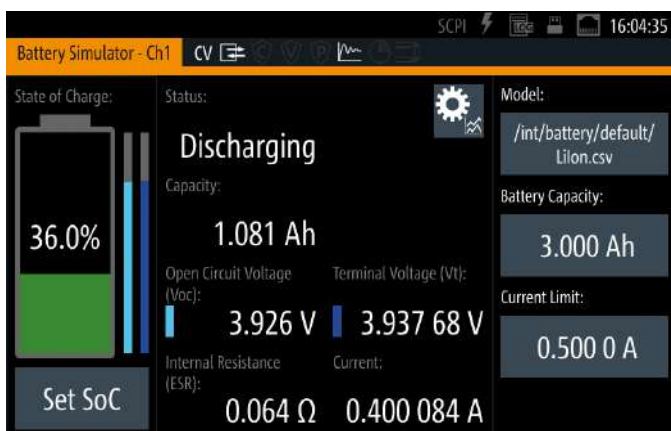 SCPI LOG 16:04:35
Battery Simulator - Ch1 CV C V P
State of Charge:
36.0%
Set SoC
Status:
Discharging
Capacity:
1.081 Ah
Open Circuit Voltage
(Voc):
3.926 V
Terminal Voltage (Vt):
3.937 68 V
Internal Resistance
(ESR):
0.064 Ω
Current:
0.400 084 A
Model:
/int/battery/default/
LiIon.csv
Battery Capacity:
3.000 Ah
Current Limit:
0.500 0 A